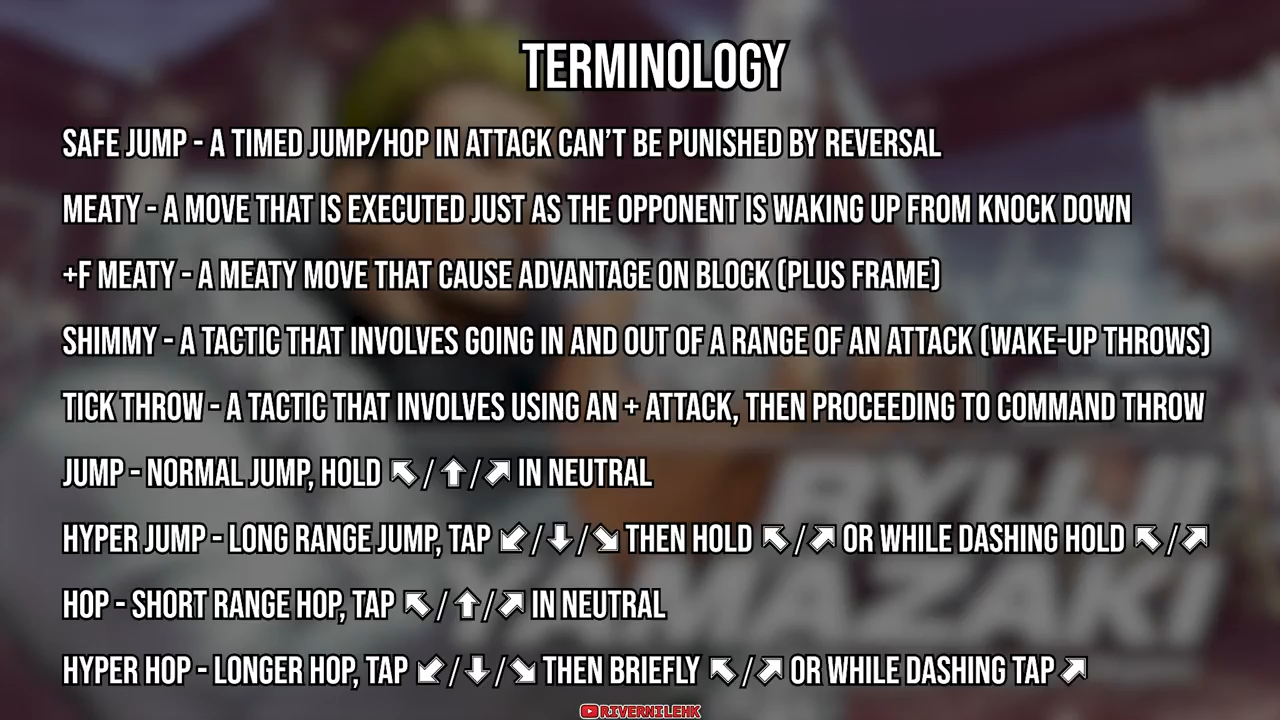 TERMINOLOGY
SAFE JUMP - A TIMED JUMP/HOP IN ATTACK CAN'T BE PUNISHED BY REVERSAL
MEATY - A MOVE THAT IS EXECUTED JUST AS THE OPPONENT IS WAKING UP FROM KNOCK DOWN
+F MEATY - A MEATY MOVE THAT CAUSE ADVANTAGE ON BLOCK (PLUS FRAME)
SHIMMY - A TACTIC THAT INVOLVES GOING IN AND OUT OF A RANGE OF AN ATTACK (WAKE-UP THROWS)
TICK THROW - A TACTIC THAT INVOLVES USING AN + ATTACK, THEN PROCEEDING TO COMMAND THROW
JUMP - NORMAL JUMP, HOLD ↖/⬆/↗ IN NEUTRAL
HYPER JUMP - LONG RANGE JUMP, TAP ↙/⬇/↘ THEN HOLD ↖/↗ OR WHILE DASHING HOLD ↖/↗
HOP - SHORT RANGE HOP, TAP ↖/⬆/↗ IN NEUTRAL
HYPER HOP - LONGER HOP, TAP ↙/⬇/↘ THEN BRIEFLY ↖/↗ OR WHILE DASHING TAP ↗
RYUJI
YAMAZAKI
RIVERNILEHK